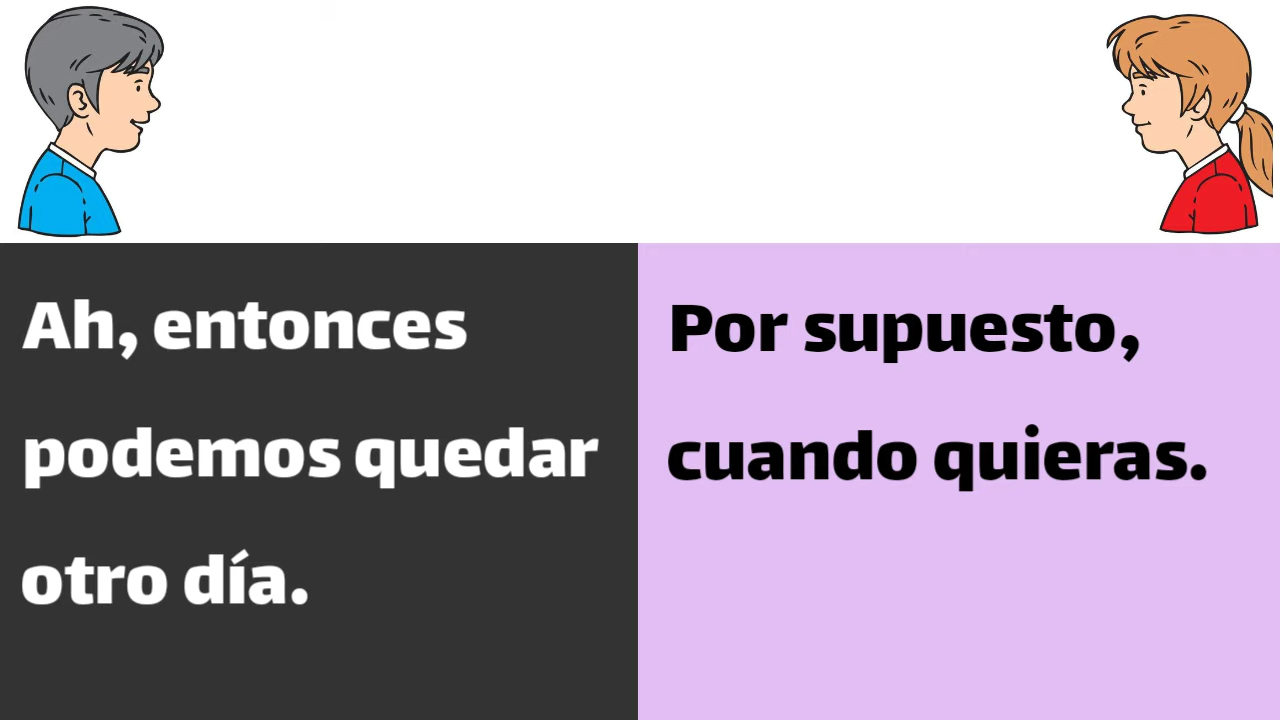 Ah, entonces
podemos quedar
otro día.
Por supuesto,
cuando quieras.